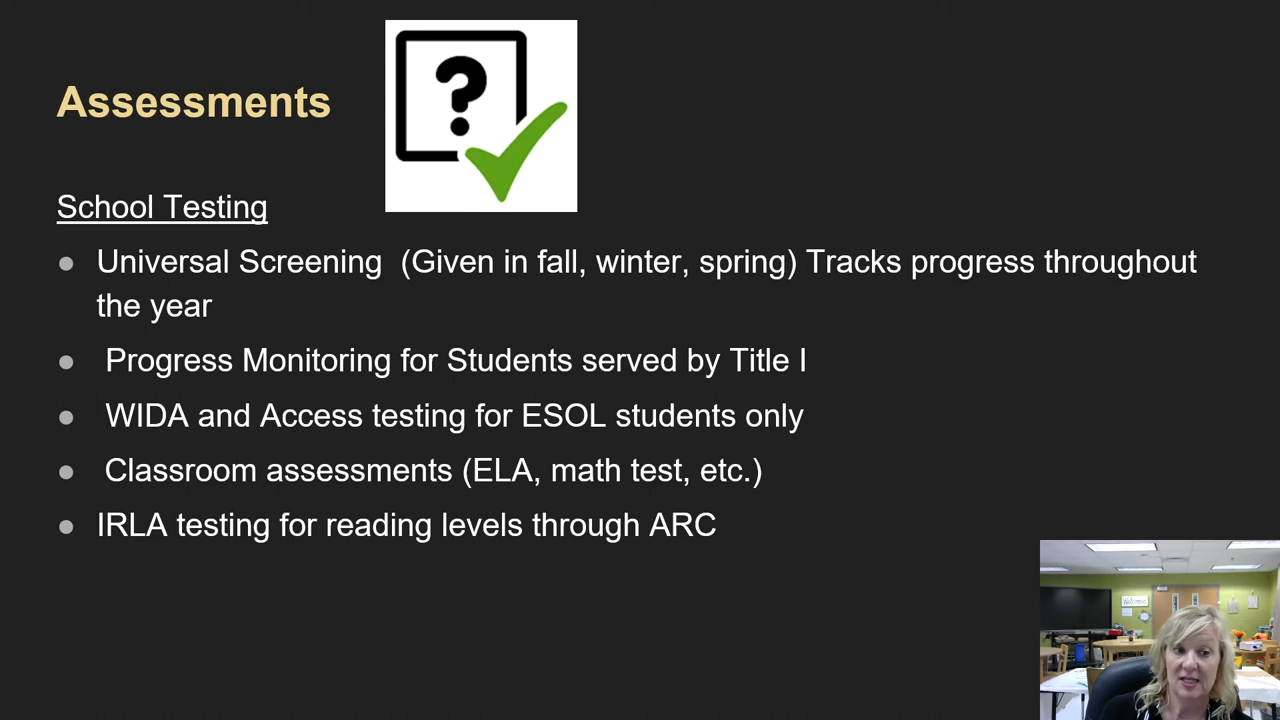 Assessments
?
School Testing
● Universal Screening  (Given in fall, winter, spring) Tracks progress throughout
the year
● Progress Monitoring for Students served by Title I
● WIDA and Access testing for ESOL students only
● Classroom assessments (ELA, math test, etc.)
● IRLA testing for reading levels through ARC
Welcome